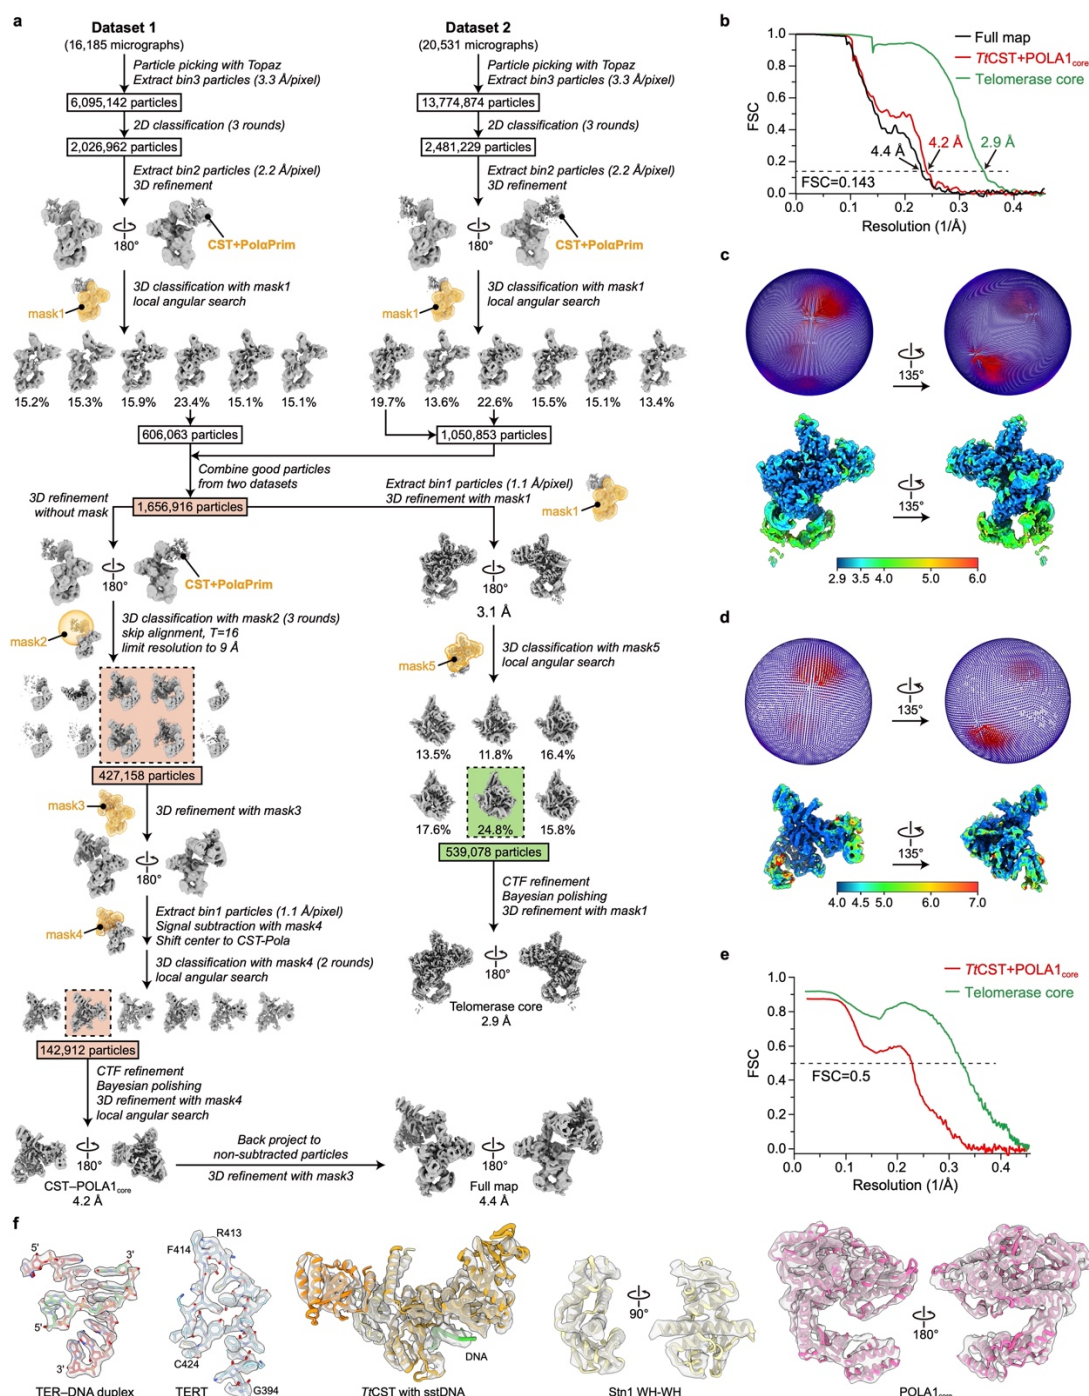 a
Dataset 1
(16,185 micrographs)
Particle picking with Topaz
Extract bin3 particles (3.3 Å/pixel)
6,095,142 particles
2D classification (3 rounds)
2,026,962 particles
Extract bin2 particles (2.2 Å/pixel)
3D refinement
180°
CST+PolαPrim
mask1
3D classification with mask1
local angular search
15.2% 15.3% 15.9% 23.4% 15.1% 15.1%
606,063 particles
Dataset 2
(20,531 micrographs)
Particle picking with Topaz
Extract bin3 particles (3.3 Å/pixel)
13,774,874 particles
2D classification (3 rounds)
2,481,229 particles
Extract bin2 particles (2.2 Å/pixel)
3D refinement
180°
CST+PolαPrim
mask1
3D classification with mask1
local angular search
19.7% 13.6% 22.6% 15.5% 15.1% 13.4%
1,050,853 particles
Combine good particles
from two datasets
1,656,916 particles
3D refinement
without mask
180°
CST+PolαPrim
mask2
3D classification with mask2 (3 rounds)
skip alignment, T=16
limit resolution to 9 Å
427,158 particles
mask3
3D refinement with mask3
180°
mask4
Extract bin1 particles (1.1 Å/pixel)
Signal subtraction with mask4
Shift center to CST-Pola
3D classification with mask4 (2 rounds)
local angular search
142,912 particles
CTF refinement
Bayesian polishing
3D refinement with mask4
local angular search
180°
CST–POLA1core
4.2 Å
Back project to
non-subtracted particles
3D refinement with mask3
180°
Full map
4.4 Å
Extract bin1 particles (1.1 Å/pixel)
3D refinement with mask1
mask1
180°
3.1 Å
mask5
3D classification with mask5
local angular search
13.5% 11.8% 16.4%
17.6% 24.8% 15.8%
539,078 particles
CTF refinement
Bayesian polishing
3D refinement with mask1
180°
Telomerase core
2.9 Å
b
Full map
TtCST+POLA1core
Telomerase core
FSC
1.0
0.8
0.6
0.4
0.2
0
4.4 Å
4.2 Å
2.9 Å
FSC=0.143
0.0 0.1 0.2 0.3 0.4
Resolution (1/Å)
c
135°
135°
2.9 3.5 4.0 5.0 6.0
d
135°
135°
4.0 4.5 5.0 6.0 7.0
e
TtCST+POLA1core
Telomerase core
FSC
1.0
0.8
0.6
0.4
0.2
0.0
FSC=0.5
0.0 0.1 0.2 0.3 0.4
Resolution (1/Å)
f
5'
3'
5'
3'
TER–DNA duplex
R413
F414
C424
G394
TERT
DNA
TtCST with sstDNA
90°
Stn1 WH-WH
180°
POLA1core